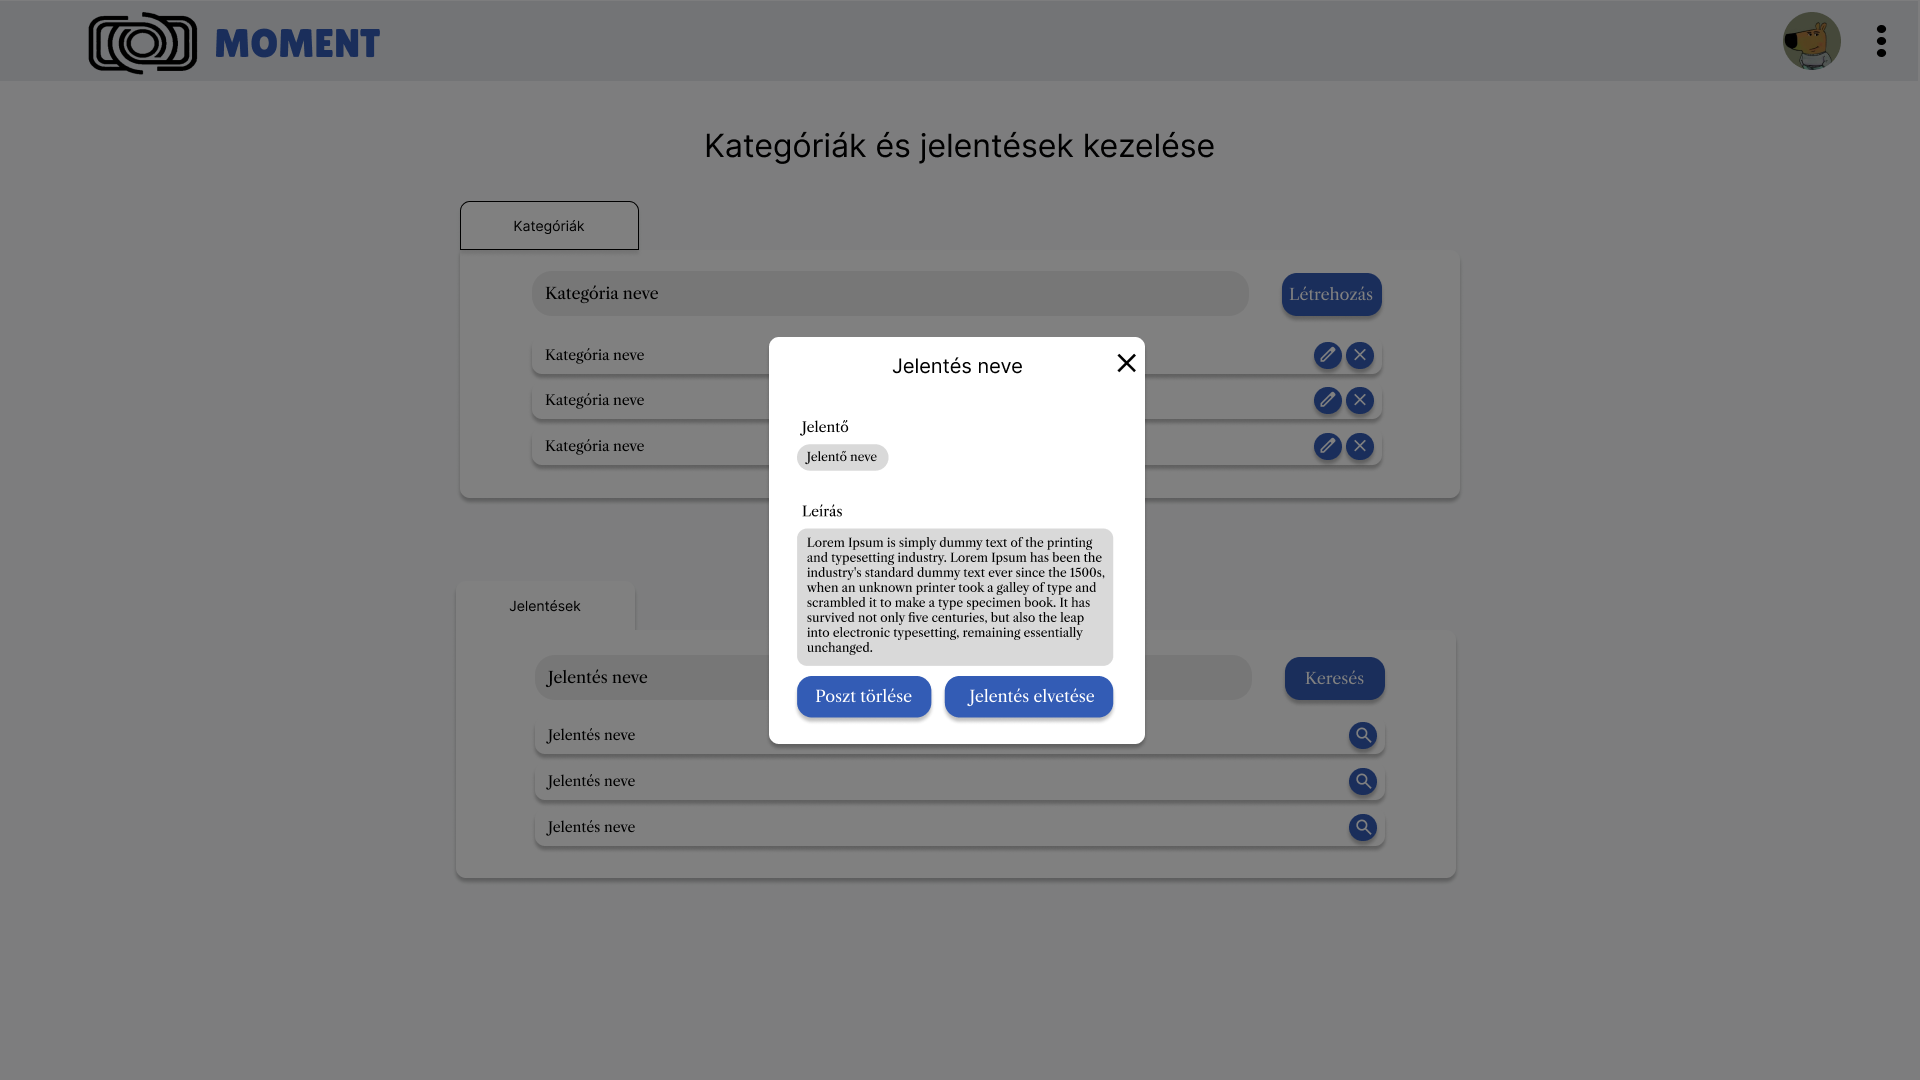 MOMENT
Kategóriák és jelentések kezelése
Kategóriák
Kategória neve
Létrehozás
Kategória neve
Kategória neve
Kategória neve
Jelentés neve
Jelentő
Jelentő neve
Leírás
Lorem Ipsum is simply dummy text of the printing
and typesetting industry. Lorem Ipsum has been the
industry's standard dummy text ever since the 1500s,
when an unknown printer took a galley of type and
scrambled it to make a type specimen book. It has
survived not only five centuries, but also the leap
into electronic typesetting, remaining essentially
unchanged.
Poszt törlése
Jelentés elvetése
Jelentések
Jelentés neve
Keresés
Jelentés neve
Jelentés neve
Jelentés neve